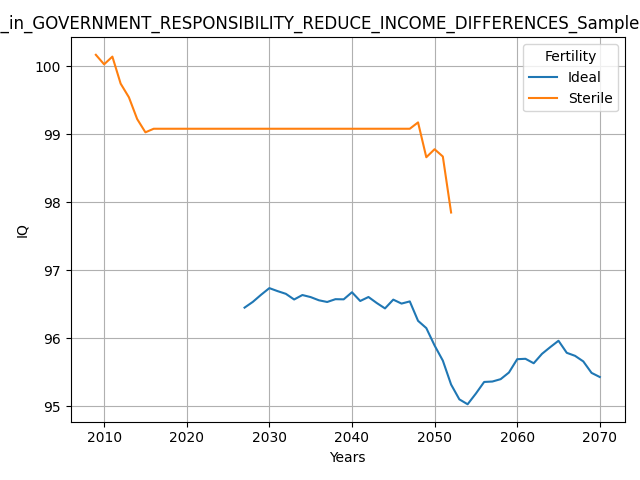 _in_GOVERNMENT_RESPONSIBILITY_REDUCE_INCOME_DIFFERENCES_Sample
Fertility
Ideal
Sterile
100
99
98
97
96
95
IQ
2010 2020 2030 2040 2050 2060 2070
Years